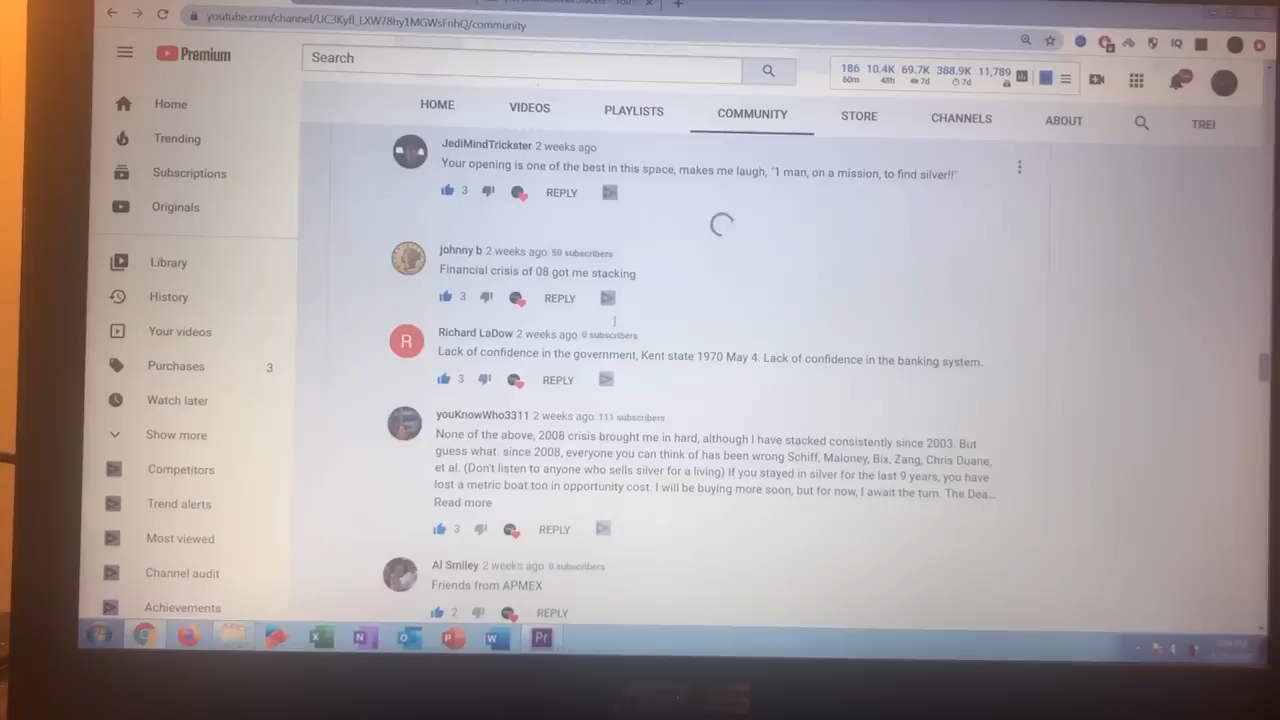 youtube.com/channel/UC3Kyfl_LXW78hy1MGWsFnhQ/community
Premium
Search
186 10.4K 69.7K 388.9K 11,789
60m 48h 7d 7d
IQ
HOME VIDEOS PLAYLISTS COMMUNITY STORE CHANNELS ABOUT TREI
Home
Trending
Subscriptions
Originals
Library
History
Your videos
Purchases 3
Watch later
Show more
Competitors
Trend alerts
Most viewed
Channel audit
Achievements
JediMindTrickster 2 weeks ago
Your opening is one of the best in this space, makes me laugh, "1 man, on a mission, to find silver!!"
3 REPLY
johnny b 2 weeks ago 50 subscribers
Financial crisis of 08 got me stacking
3 REPLY
R
Richard LaDow 2 weeks ago 0 subscribers
Lack of confidence in the government, Kent state 1970 May 4. Lack of confidence in the banking system.
3 REPLY
youKnowWho3311 2 weeks ago 111 subscribers
None of the above, 2008 crisis brought me in hard, although I have stacked consistently since 2003. But
guess what. since 2008, everyone you can think of has been wrong Schiff, Maloney, Bix, Zang, Chris Duane,
et al. (Don't listen to anyone who sells silver for a living) If you stayed in silver for the last 9 years, you have
lost a metric boat ton in opportunity cost. I will be buying more soon, but for now, I await the turn. The Dea...
Read more
3 REPLY
Al Smiley 2 weeks ago 0 subscribers
Friends from APMEX
2 REPLY
X N O P W Pr
ASUS